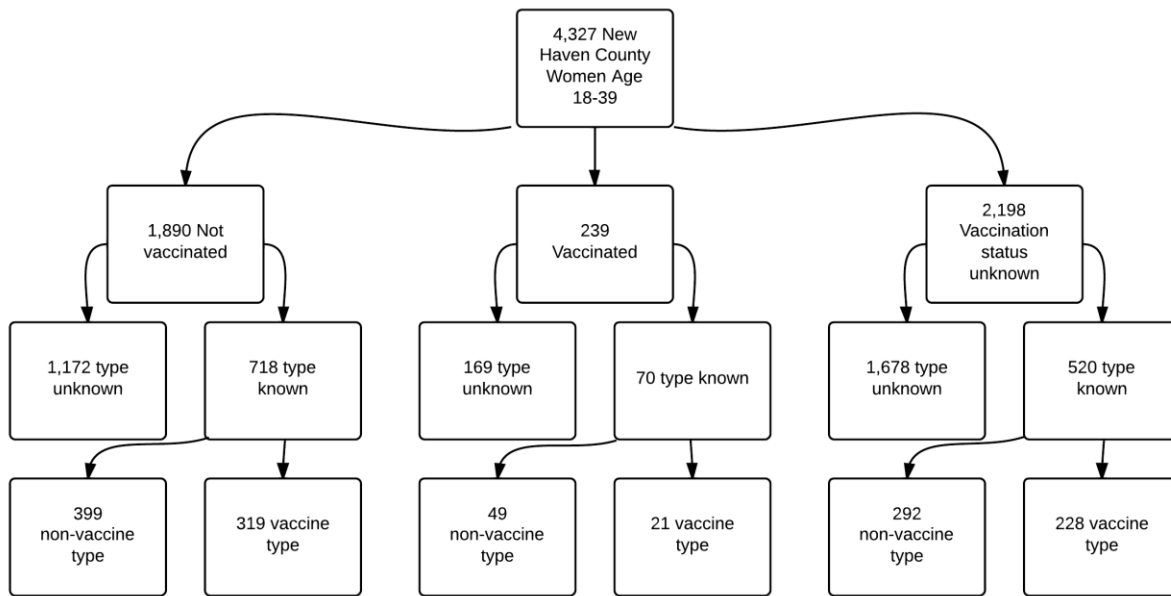 4,327 New
Haven County
Women Age
18-39
1,890 Not
vaccinated
239
Vaccinated
2,198
Vaccination
status
unknown
1,172 type
unknown
718 type
known
169 type
unknown
70 type known
1,678 type
unknown
520 type
known
399
non-vaccine
type
319 vaccine
type
49
non-vaccine
type
21 vaccine
type
292
non-vaccine
type
228 vaccine
type